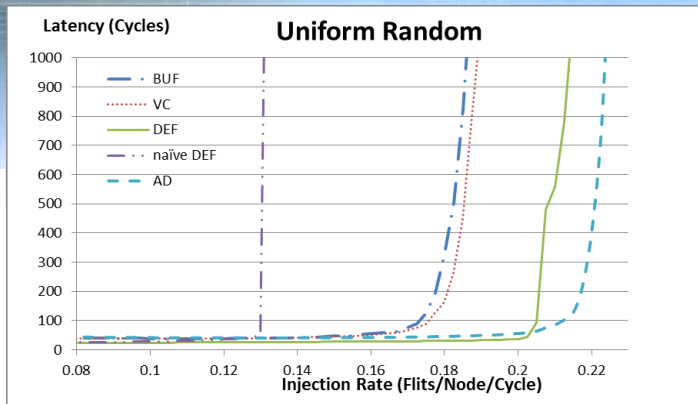 Latency (Cycles)
Uniform Random
1000
900
800
700
600
500
400
300
200
100
0
BUF
VC
DEF
naïve DEF
AD
0.08
0.1
0.12
0.14
0.16
0.18
0.2
0.22
Injection Rate (Flits/Node/Cycle)